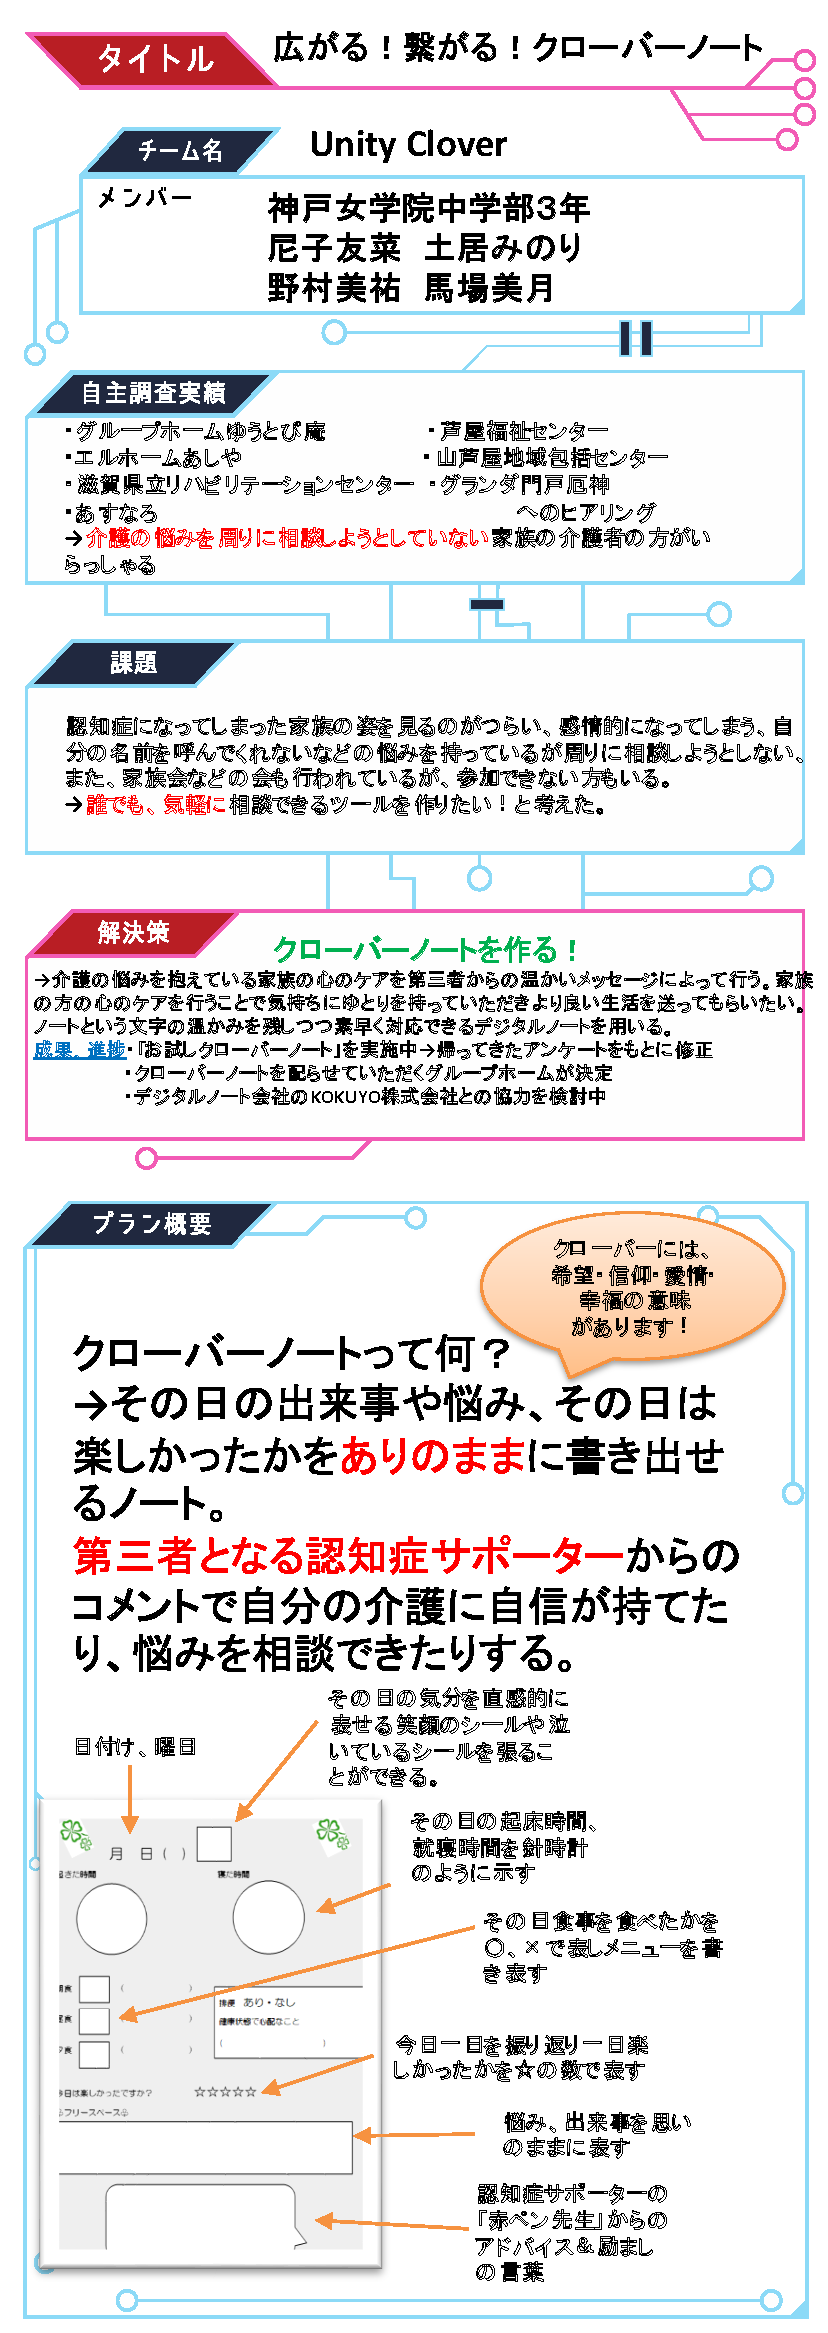 タイトル
広がる！繋がる！クローバーノート
チーム名
Unity Clover
メンバー
神戸女学院中学部3年
尼子友菜　土居みのり
野村美祐　馬場美月
自主調査実績
・グループホームゆうとぴ庵　・芦屋福祉センター
・エルホームあしや　・山芦屋地域包括センター
・滋賀県立リハビリテーションセンター　・グランダ門戸厄神
・あすなろ　へのヒアリング
→介護の悩みを周りに相談しようとしていない家族の介護者の方がい
らっしゃる
課題
認知症になってしまった家族の姿を見るのがつらい、感情的になってしまう、自
分の名前を呼んでくれないなどの悩みを持っているが周りに相談しようとしない、
また、家族会などの会も行われているが、参加できない方もいる。
→誰でも、気軽に相談できるツールを作りたい！と考えた。
解決策
クローバーノートを作る！
→介護の悩みを抱えている家族の心のケアを第三者からの温かいメッセージによって行う。家族
の方の心のケアを行うことで気持ちにゆとりを持っていただきより良い生活を送ってもらいたい。
ノートという文字の温かみを残しつつ素早く対応できるデジタルノートを用いる。
成果、進捗・「お試しクローバーノート」を実施中→帰ってきたアンケートをもとに修正
・クローバーノートを配らせていただくグループホームが決定
・デジタルノート会社のKOKUYO株式会社との協力を検討中
プラン概要
クローバーには、
希望・信仰・愛情・
幸福の意味
があります！
クローバーノートって何？
→その日の出来事や悩み、その日は
楽しかったかをありのままに書き出せ
るノート。
第三者となる認知症サポーターからの
コメントで自分の介護に自信が持てた
り、悩みを相談できたりする。
その日の気分を直感的に
表せる笑顔のシールや泣
いているシールを張るこ
とができる。
日付け、曜日
その日の起床時間、
就寝時間を針時計
のように示す
その日食事を食べたかを
〇、×で表しメニューを書
き表す
今日一日を振り返り一日楽
しかったかを☆の数で表す
悩み、出来事を思い
のままに表す
認知症サポーターの
「赤ペン先生」からの
アドバイス＆励まし
の言葉
月　日（　）
起きた時間　寝た時間
朝食　（　）
昼食　（　）
夕食　（　）
排便　あり・なし
健康状態で心配なこと
（　）
今日は楽しかったですか？　☆☆☆☆☆
♧フリースペース♧